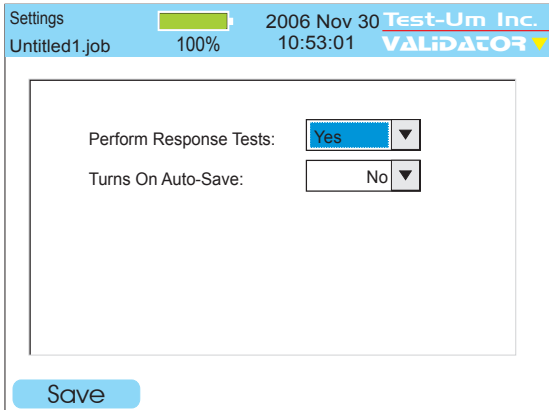 Settings
Untitled1.job
100%
2006 Nov 30
10:53:01
Test-Um Inc.
VALiDATOR
Perform Response Tests: Yes
Turns On Auto-Save: No
Save